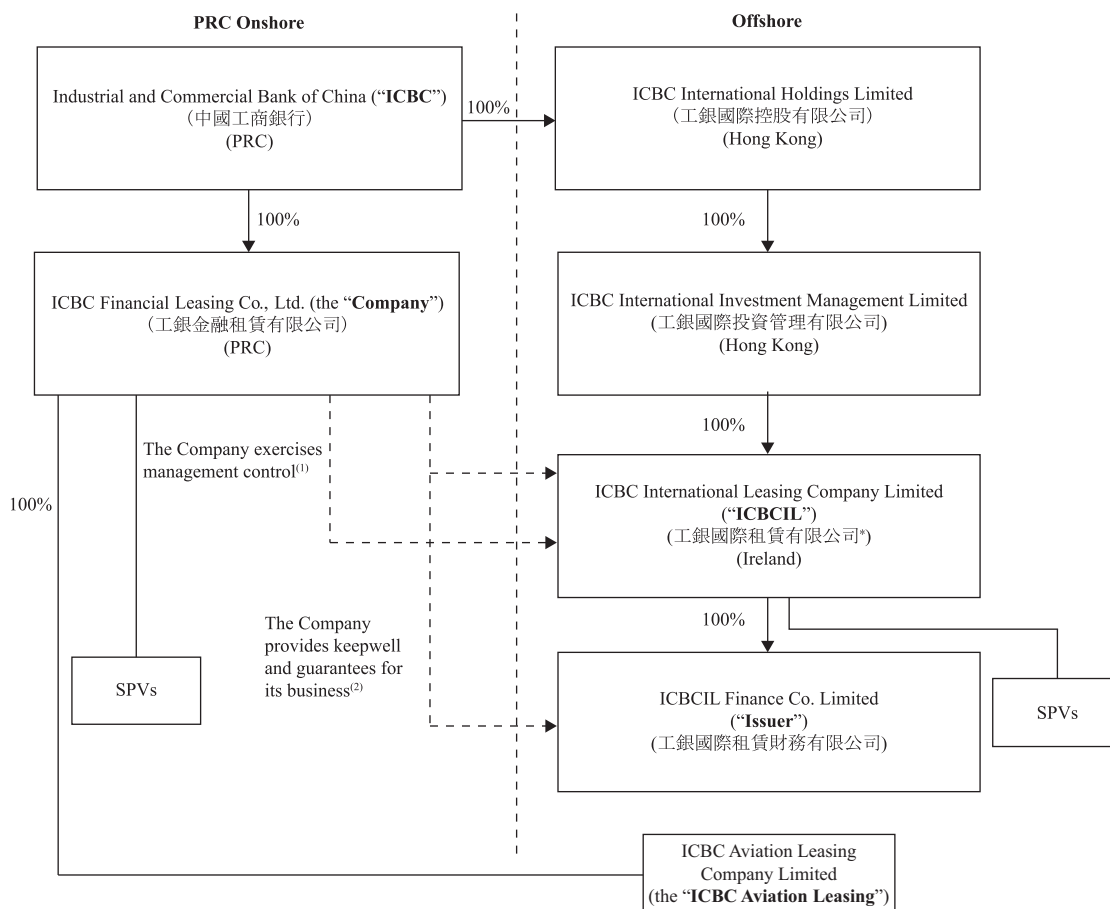 PRC Onshore
Offshore
Industrial and Commercial Bank of China (“ICBC”)
（中國工商銀行）
(PRC)
100%
ICBC International Holdings Limited
（工銀國際控股有限公司）
(Hong Kong)
100%
100%
ICBC Financial Leasing Co., Ltd. (the “Company”)
（工銀金融租賃有限公司）
(PRC)
ICBC International Investment Management Limited
(工銀國際投資管理有限公司)
(Hong Kong)
100%
The Company exercises
management control(1)
100%
ICBC International Leasing Company Limited
(“ICBCIL”)
(工銀國際租賃有限公司*)
(Ireland)
100%
The Company
provides keepwell
and guarantees for
its business(2)
SPVs
ICBCIL Finance Co. Limited
(“Issuer”)
(工銀國際租賃財務有限公司)
SPVs
ICBC Aviation Leasing
Company Limited
(the “ICBC Aviation Leasing”)